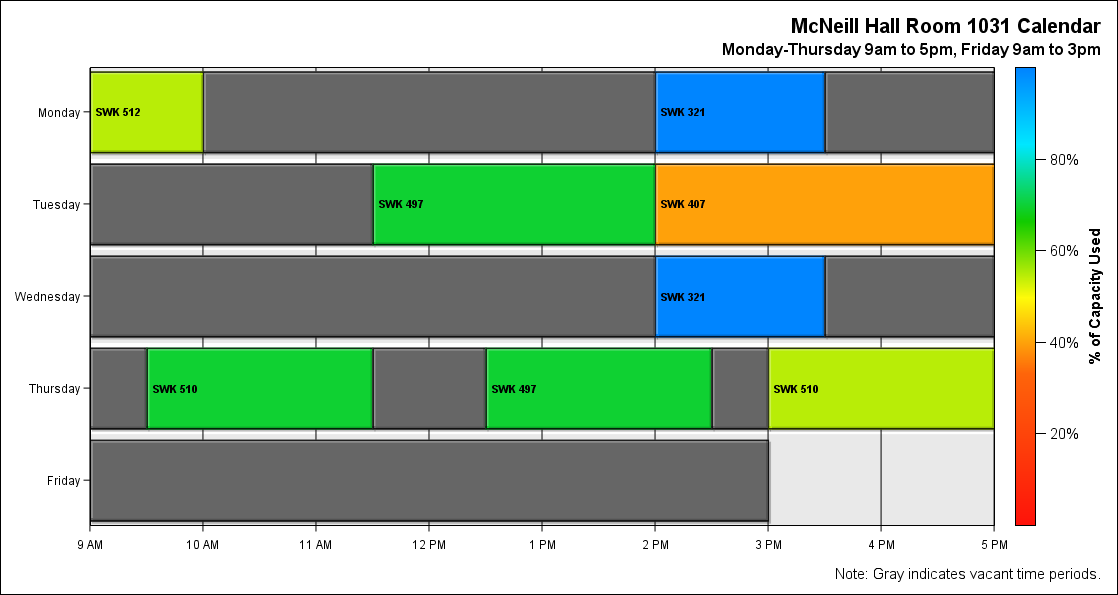 McNeill Hall Room 1031 Calendar
Monday-Thursday 9am to 5pm, Friday 9am to 3pm
Monday
SWK 512
SWK 321
Tuesday
SWK 497
SWK 407
Wednesday
SWK 321
Thursday
SWK 510
SWK 497
SWK 510
Friday
9 AM
10 AM
11 AM
12 PM
1 PM
2 PM
3 PM
4 PM
5 PM
80%
60%
40%
20%
% of Capacity Used
Note: Gray indicates vacant time periods.